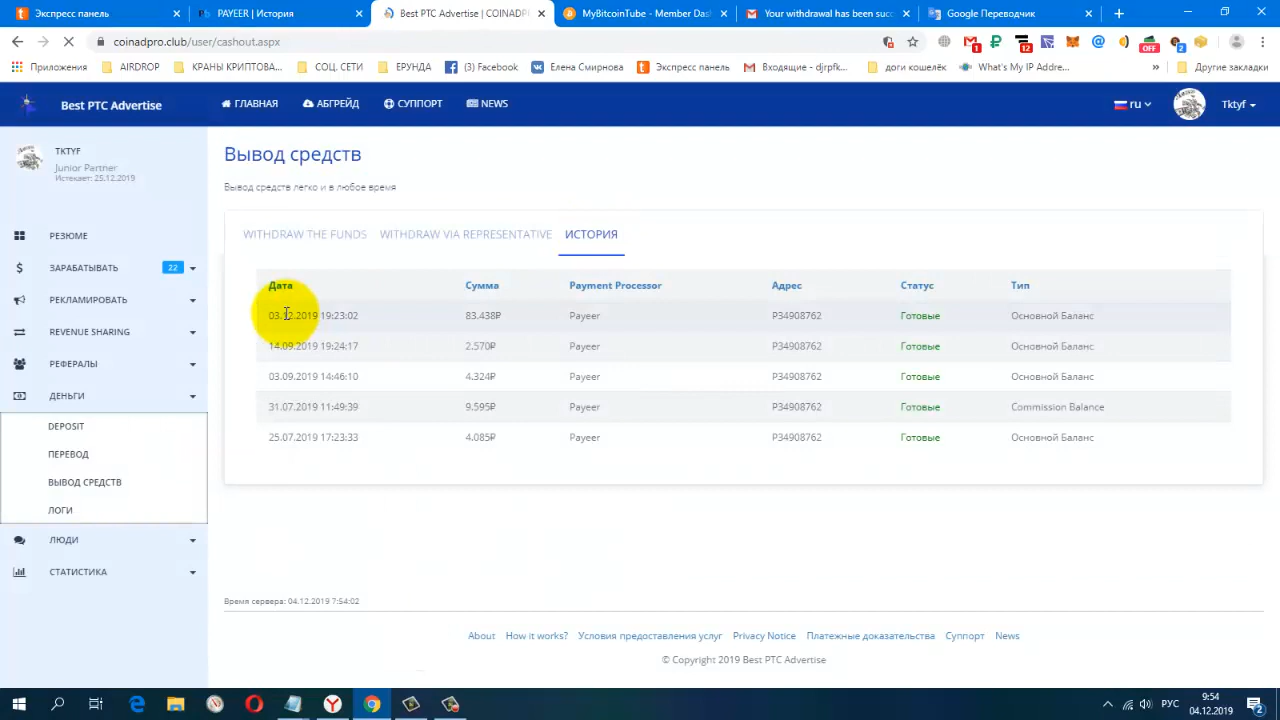 Экспресс панель
PAYEER | История
Best PTC Advertise | COINADP
MyBitcoinTube - Member Das
Your withdrawal has been succ
Google Переводчик
coinadpro.club/user/cashout.aspx
Приложения
AIRDROP
КРАНЫ КРИПТОВА...
СОЦ. СЕТИ
ЕРУНДА
(3) Facebook
Елена Смирнова
Экспресс панель
Входящие - djrpfk...
доги кошелёк
What's My IP Addre...
»
Другие закладки
Best PTC Advertise
ГЛАВНАЯ
АБГРЕЙД
СУППОРТ
NEWS
ru
Tktyf
TKTYF
Junior Partner
Истекает: 25.12.2019
РЕЗЮМЕ
ЗАРАБАТЫВАТЬ 22
РЕКЛАМИРОВАТЬ
REVENUE SHARING
РЕФЕРАЛЫ
ДЕНЬГИ
DEPOSIT
ПЕРЕВОД
ВЫВОД СРЕДСТВ
ЛОГИ
ЛЮДИ
СТАТИСТИКА
Вывод средств
Вывод средств легко и в любое время
WITHDRAW THE FUNDS WITHDRAW VIA REPRESENTATIVE ИСТОРИЯ
Дата Сумма Payment Processor Адрес Статус Тип
03.12.2019 19:23:02 83.438₽ Payeer P34908762 Готовые Основной Баланс
14.09.2019 19:24:17 2.570₽ Payeer P34908762 Готовые Основной Баланс
03.09.2019 14:46:10 4.324₽ Payeer P34908762 Готовые Основной Баланс
31.07.2019 11:49:39 9.595₽ Payeer P34908762 Готовые Commission Balance
25.07.2019 17:23:33 4.085₽ Payeer P34908762 Готовые Основной Баланс
Время сервера: 04.12.2019 7:54:02
About How it works? Условия предоставления услуг Privacy Notice Платежные доказательства Суппорт News
© Copyright 2019 Best PTC Advertise
РУС
9:54
04.12.2019